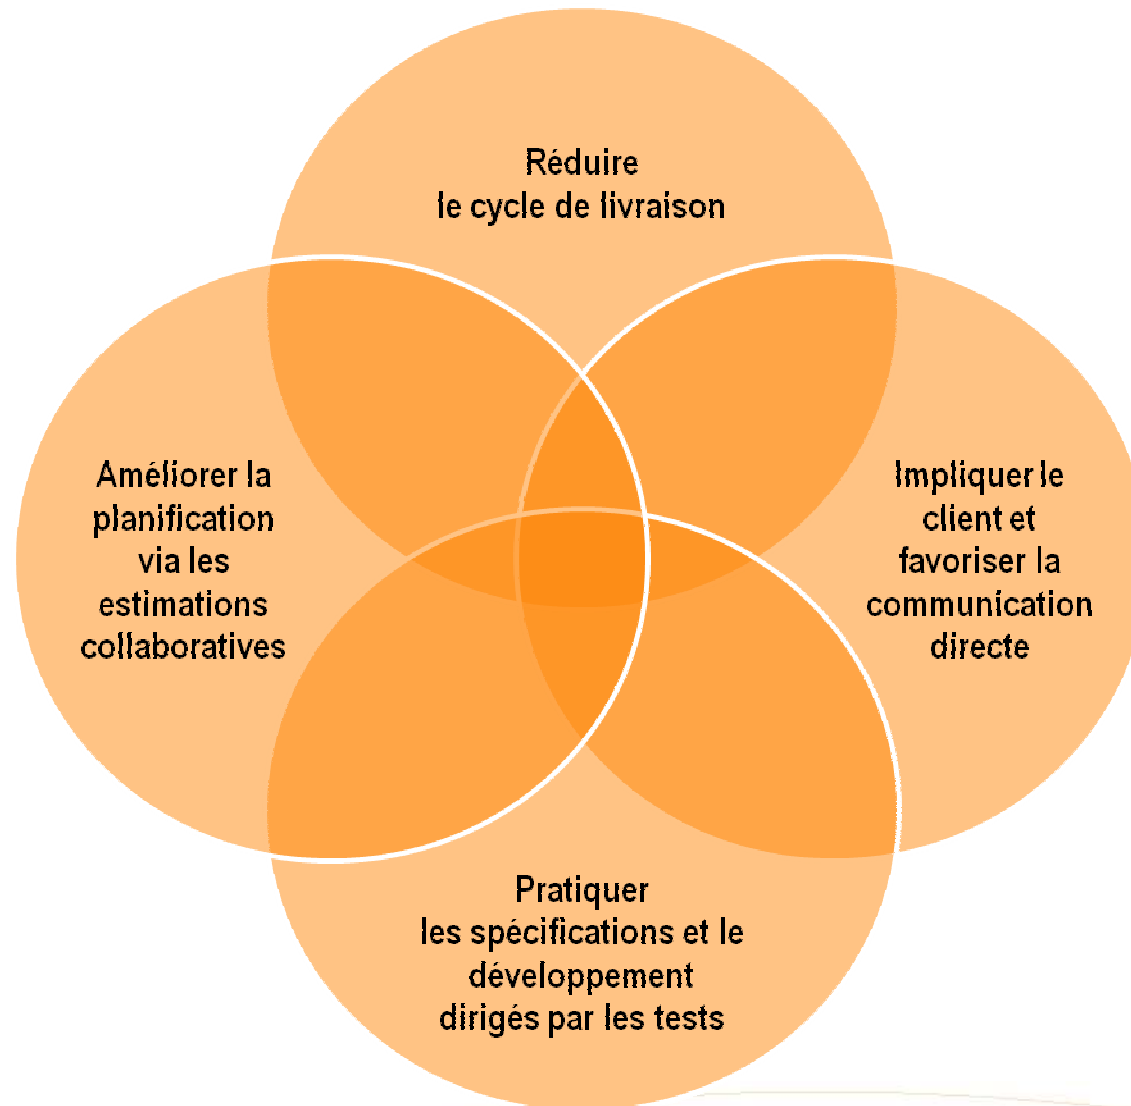 Réduire
le cycle de livraison
Améliorer la
planification
via les
estimations
collaboratives
Impliquer le
client et
favoriser la
communication
directe
Pratiquer
les spécifications et le
développement
dirigés par les tests